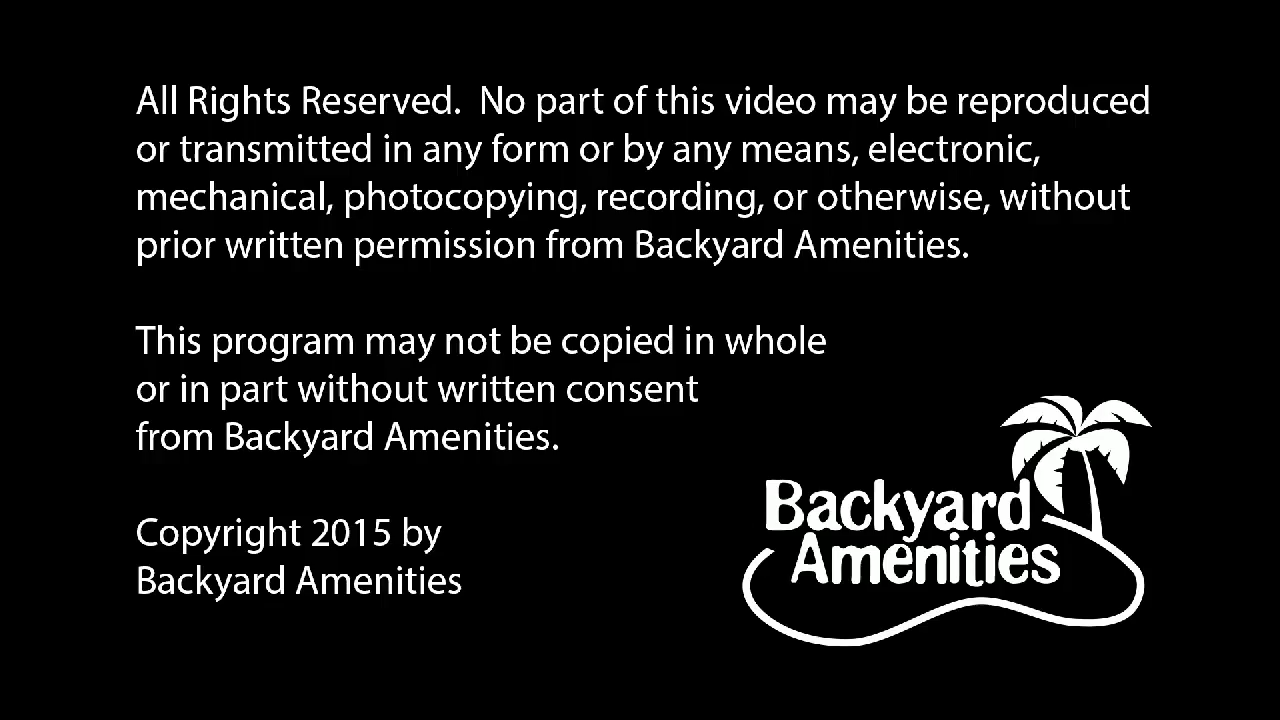 All Rights Reserved.  No part of this video may be reproduced
or transmitted in any form or by any means, electronic,
mechanical, photocopying, recording, or otherwise, without
prior written permission from Backyard Amenities.
This program may not be copied in whole
or in part without written consent
from Backyard Amenities.
Copyright 2015 by
Backyard Amenities
Backyard
Amenities